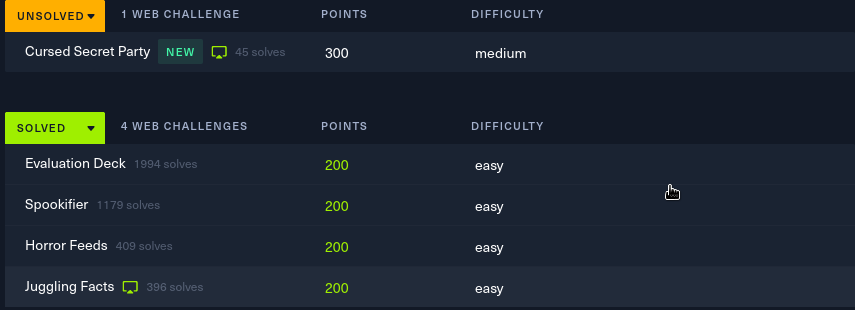 UNSOLVED 1 WEB CHALLENGE POINTS DIFFICULTY
Cursed Secret Party NEW 45 solves 300 medium
SOLVED 4 WEB CHALLENGES POINTS DIFFICULTY
Evaluation Deck 1994 solves 200 easy
Spookifier 1179 solves 200 easy
Horror Feeds 409 solves 200 easy
Juggling Facts 396 solves 200 easy